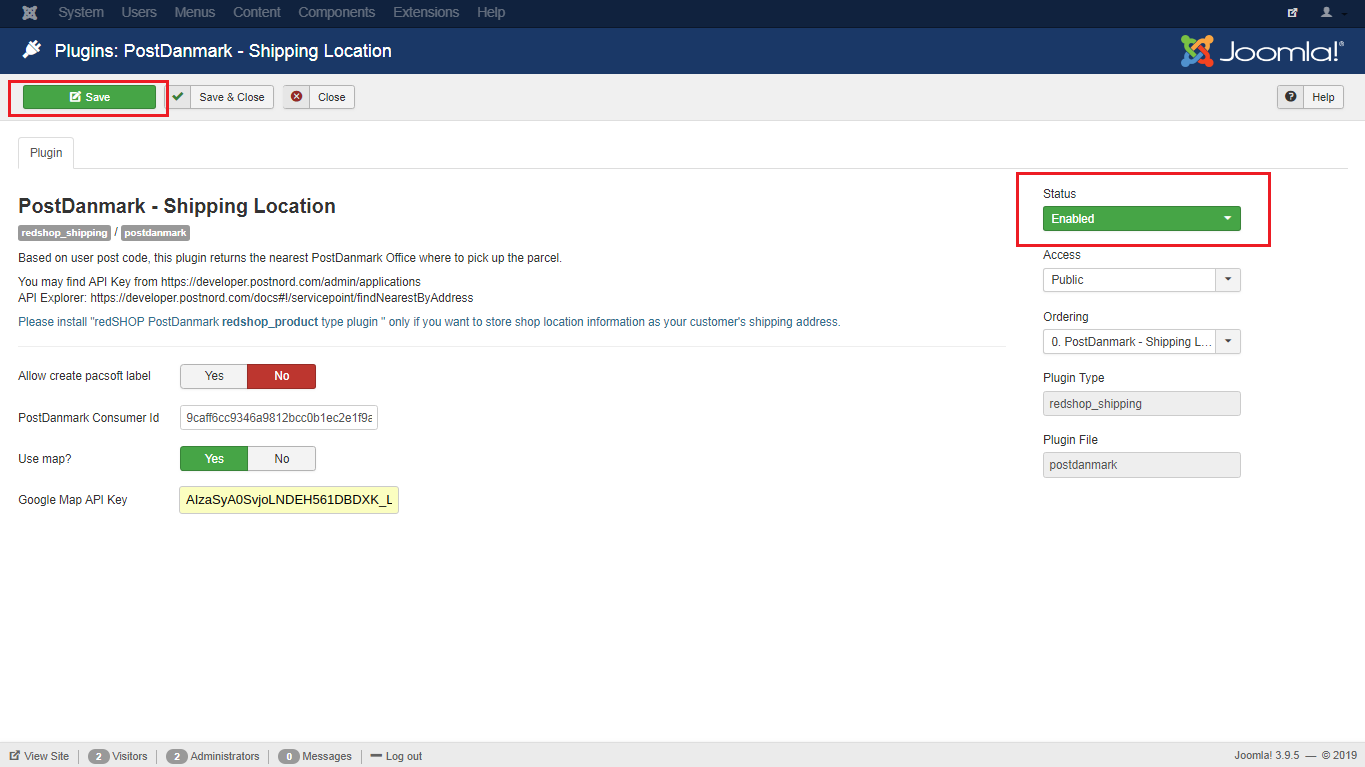 System Users Menus Content Components Extensions Help
Plugins: PostDanmark - Shipping Location
Joomla!®
Save
Save & Close
Close
Help
Plugin
PostDanmark - Shipping Location
redshop_shipping / postdanmark
Based on user post code, this plugin returns the nearest PostDanmark Office where to pick up the parcel.
You may find API Key from https://developer.postnord.com/admin/applications
API Explorer: https://developer.postnord.com/docs#!/servicepoint/findNearestByAddress
Please install "redSHOP PostDanmark redshop_product type plugin " only if you want to store shop location information as your customer's shipping address.
Allow create pacsoft label Yes No
PostDanmark Consumer Id 9caff6cc9346a9812bcc0b1ec2e1f9a
Use map? Yes No
Google Map API Key AIzaSyA0SvjoLNDEH561DBDXK_L
Status
Enabled
Access
Public
Ordering
0. PostDanmark - Shipping L...
Plugin Type
redshop_shipping
Plugin File
postdanmark
View Site 2 Visitors 2 Administrators 0 Messages Log out
Joomla! 3.9.5 — © 2019